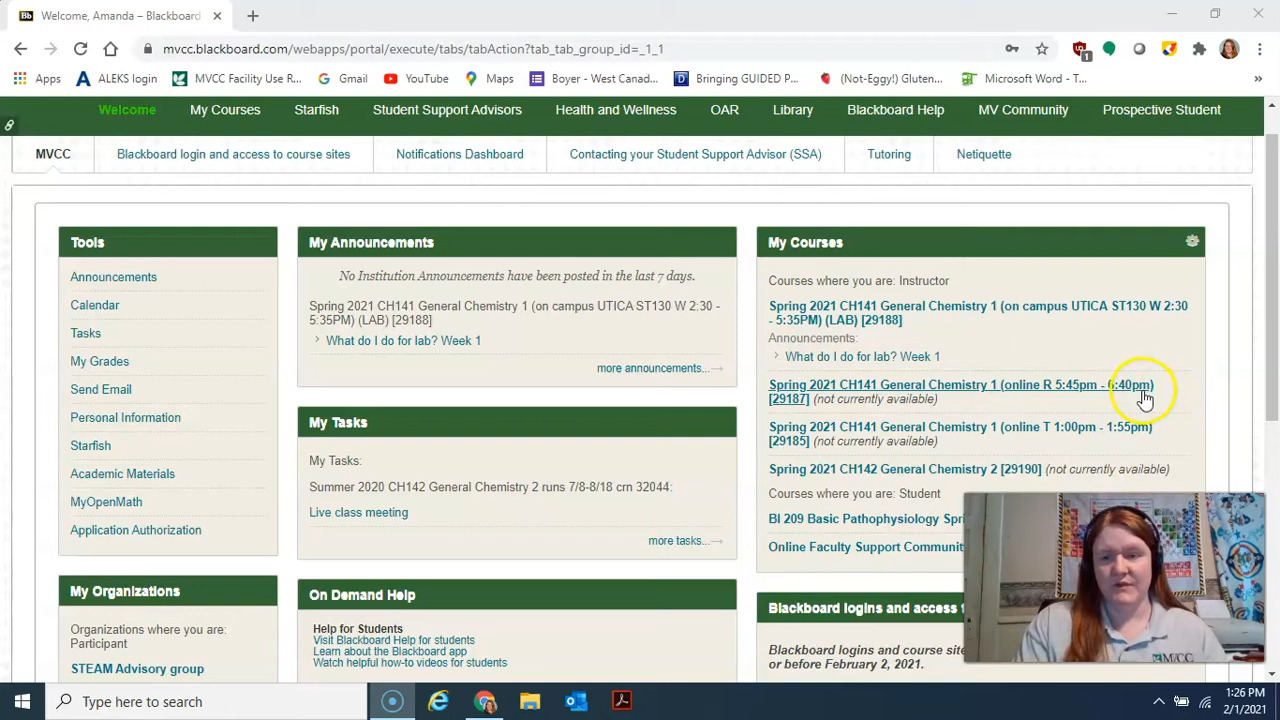 Welcome, Amanda – Blackboard
mvcc.blackboard.com/webapps/portal/execute/tabs/tabAction?tab_tab_group_id=_1_1
1
Apps
ALEKS login
MVCC Facility Use R...
Gmail
YouTube
Maps
Boyer - West Canad...
Bringing GUIDED P...
(Not-Eggy!) Gluten...
Microsoft Word - T...
»
Welcome
My Courses
Starfish
Student Support Advisors
Health and Wellness
OAR
Library
Blackboard Help
MV Community
Prospective Student
MVCC
Blackboard login and access to course sites
Notifications Dashboard
Contacting your Student Support Advisor (SSA)
Tutoring
Netiquette
Tools
Announcements
Calendar
Tasks
My Grades
Send Email
Personal Information
Starfish
Academic Materials
MyOpenMath
Application Authorization
My Organizations
Organizations where you are:
Participant
STEAM Advisory group
My Announcements
No Institution Announcements have been posted in the last 7 days.
Spring 2021 CH141 General Chemistry 1 (on campus UTICA ST130 W 2:30 -
5:35PM) (LAB) [29188]
What do I do for lab? Week 1
more announcements...
My Tasks
My Tasks:
Summer 2020 CH142 General Chemistry 2 runs 7/8-8/18 crn 32044:
Live class meeting
more tasks...
On Demand Help
Help for Students
Visit Blackboard Help for students
Learn about the Blackboard app
Watch helpful how-to videos for students
My Courses
Courses where you are: Instructor
Spring 2021 CH141 General Chemistry 1 (on campus UTICA ST130 W 2:30
- 5:35PM) (LAB) [29188]
Announcements:
What do I do for lab? Week 1
Spring 2021 CH141 General Chemistry 1 (online R 5:45pm - 6:40pm)
[29187] (not currently available)
Spring 2021 CH141 General Chemistry 1 (online T 1:00pm - 1:55pm)
[29185] (not currently available)
Spring 2021 CH142 General Chemistry 2 [29190] (not currently available)
Courses where you are: Student
BI 209 Basic Pathophysiology Spri
Online Faculty Support Communit
Blackboard logins and access f
Blackboard logins and course site
or before February 2, 2021.
Type here to search
1:26 PM
2/1/2021